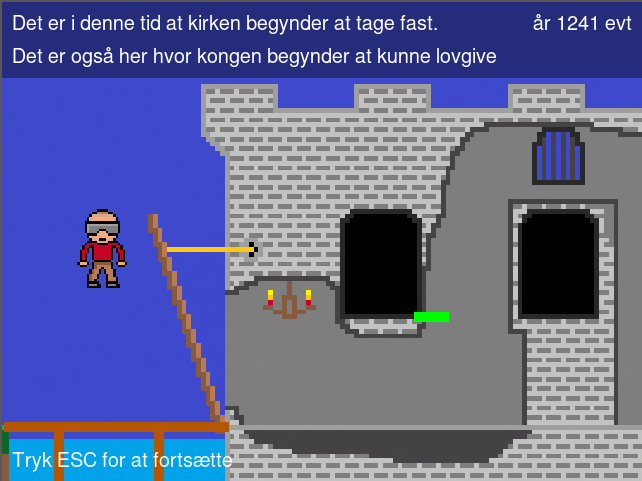 Det er i denne tid at kirken begynder at tage fast.
år 1241 evt
Det er også her hvor kongen begynder at kunne lovgive
Tryk ESC for at fortsætte